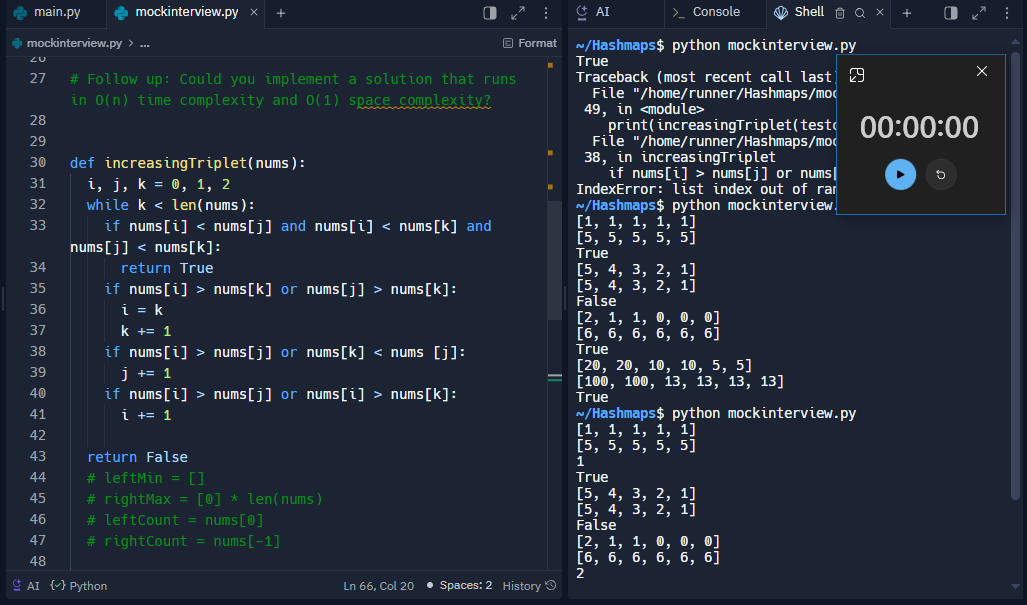 main.py
mockinterview.py
mockinterview.py > ...
Format
26
27 # Follow up: Could you implement a solution that runs
in O(n) time complexity and O(1) space complexity?
28
29
30 def increasingTriplet(nums):
31 i, j, k = 0, 1, 2
32 while k < len(nums):
33 if nums[i] < nums[j] and nums[i] < nums[k] and
nums[j] < nums[k]:
34 return True
35 if nums[i] > nums[k] or nums[j] > nums[k]:
36 i = k
37 k += 1
38 if nums[i] > nums[j] or nums[k] < nums [j]:
39 j += 1
40 if nums[i] > nums[j] or nums[i] > nums[k]:
41 i += 1
42
43 return False
44 # leftMin = []
45 # rightMax = [0] * len(nums)
46 # leftCount = nums[0]
47 # rightCount = nums[-1]
48
AI
Python
Ln 66, Col 20
Spaces: 2
History
AI
Console
Shell
~/Hashmaps$ python mockinterview.py
True
Traceback (most recent call last
File "/home/runner/Hashmaps/moc
49, in <module>
print(increasingTriplet(testc
File "/home/runner/Hashmaps/moc
38, in increasingTriplet
if nums[i] > nums[j] or nums[
IndexError: list index out of ran
~/Hashmaps$ python mockinterview.
[1, 1, 1, 1, 1]
[5, 5, 5, 5, 5]
True
[5, 4, 3, 2, 1]
[5, 4, 3, 2, 1]
False
[2, 1, 1, 0, 0, 0]
[6, 6, 6, 6, 6, 6]
True
[20, 20, 10, 10, 5, 5]
[100, 100, 13, 13, 13, 13]
True
~/Hashmaps$ python mockinterview.py
[1, 1, 1, 1, 1]
[5, 5, 5, 5, 5]
1
True
[5, 4, 3, 2, 1]
[5, 4, 3, 2, 1]
False
[2, 1, 1, 0, 0, 0]
[6, 6, 6, 6, 6, 6]
2
00:00:00